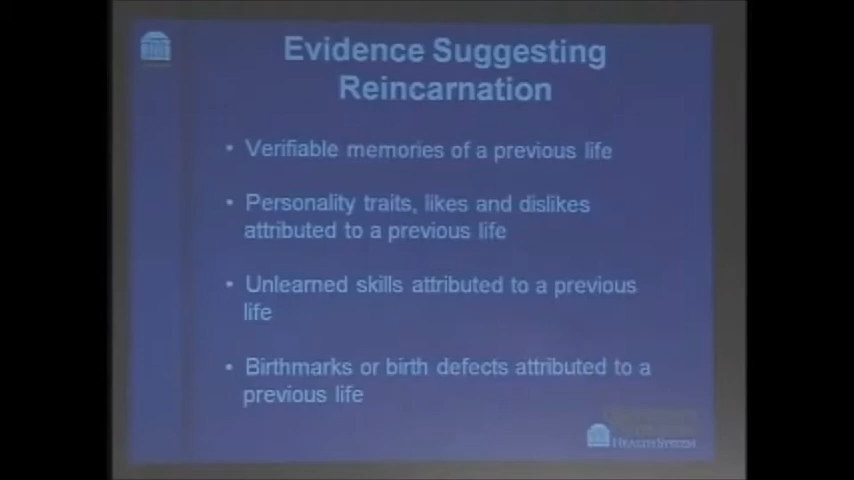 Evidence Suggesting
Reincarnation
• Verifiable memories of a previous life
• Personality traits, likes and dislikes
attributed to a previous life
• Unlearned skills attributed to a previous
life
• Birthmarks or birth defects attributed to a
previous life
HEALTHSYSTEM